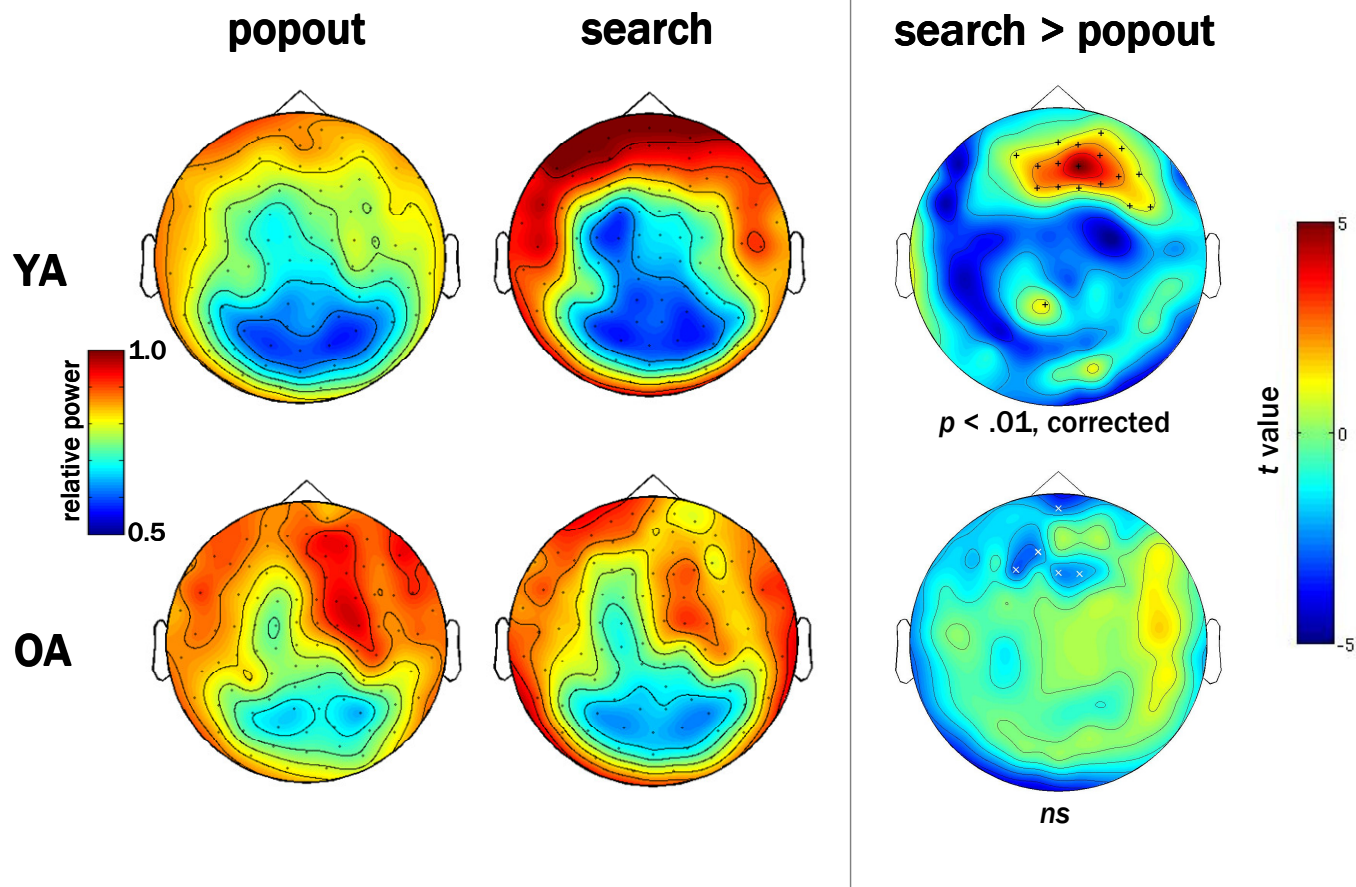 popout
search
search > popout
YA
1.0
relative power
0.5
p < .01, corrected
5
0
-5
t value
OA
ns